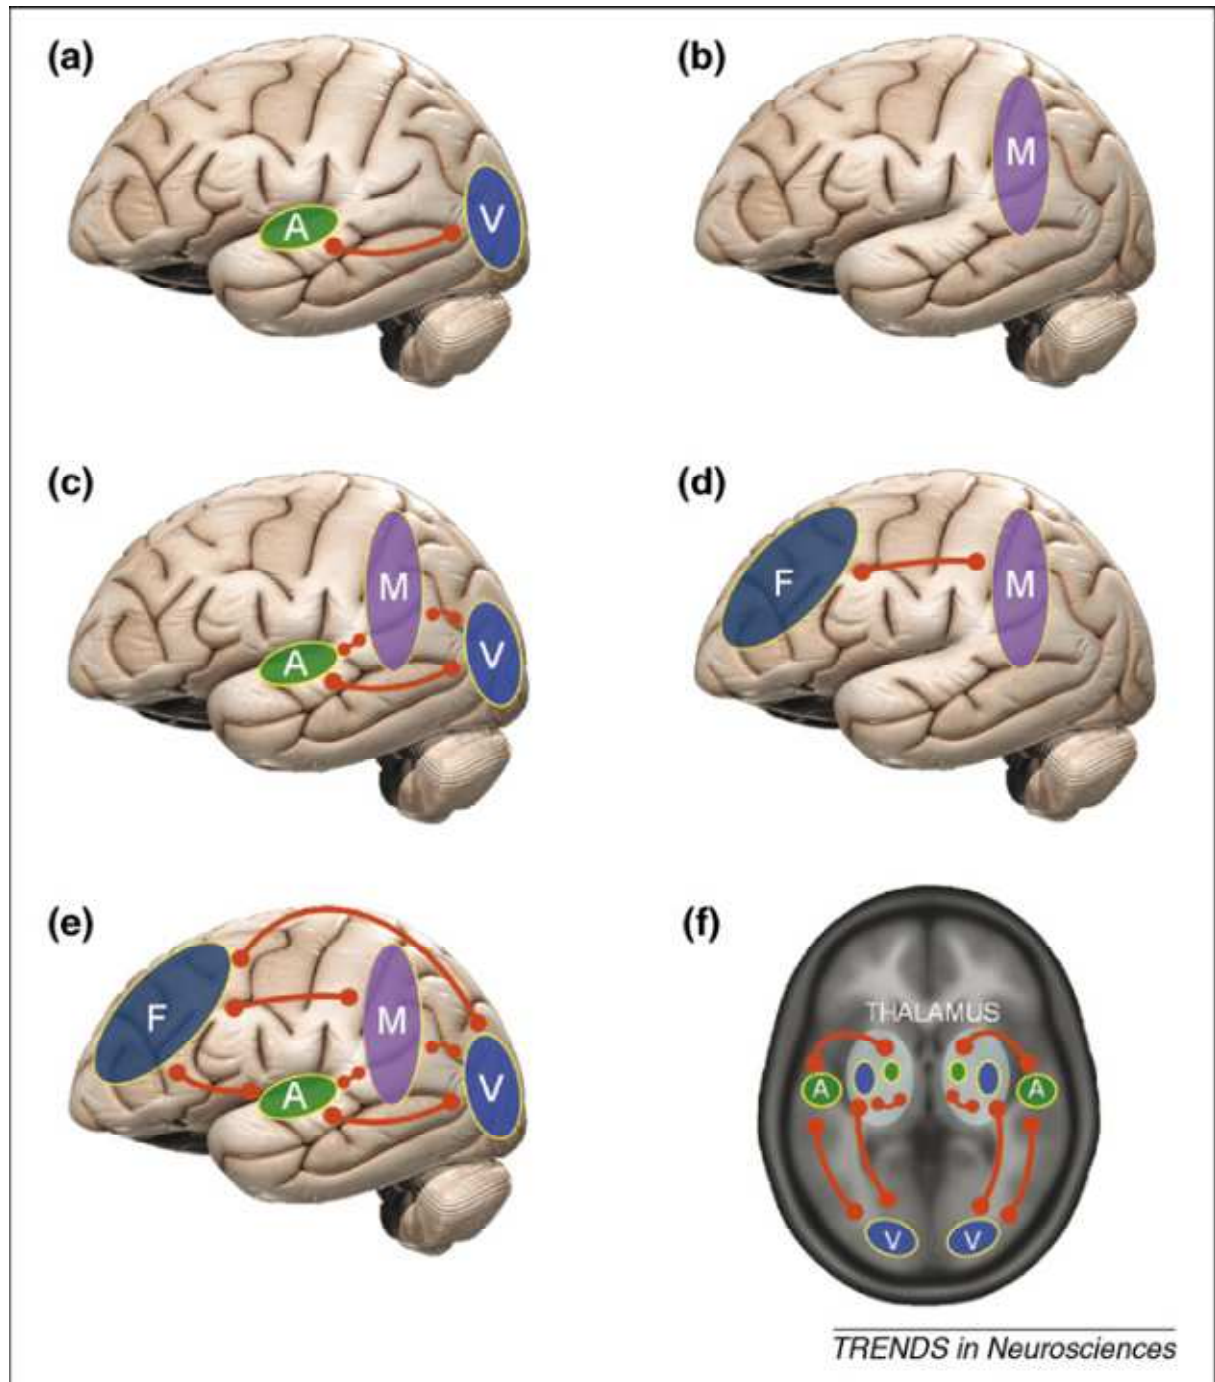 (a)
(b)
A
V
M
(c)
(d)
M
A
V
F
M
(e)
(f)
F
M
A
V
THALAMUS
A
A
V
V
TRENDS in Neurosciences